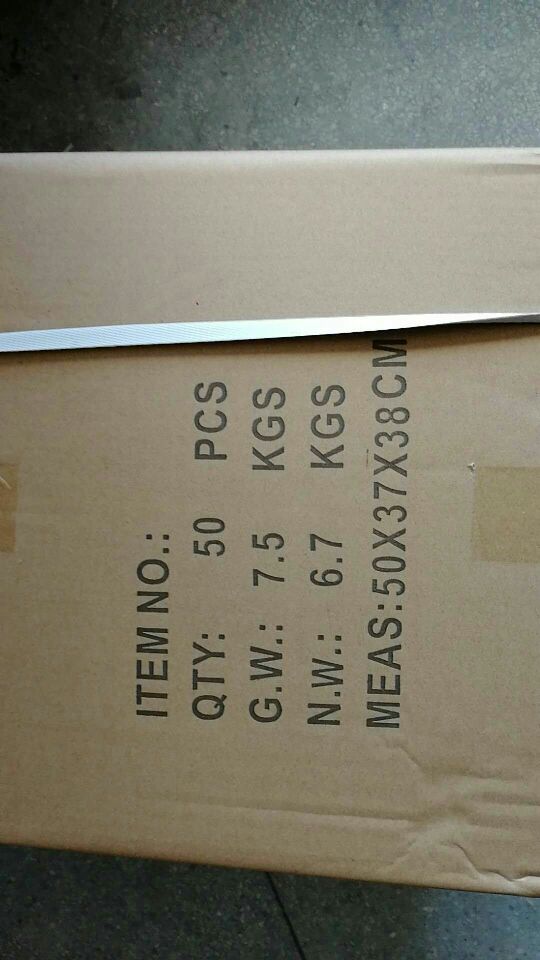 ITEM NO.:
QTY: 50 PCS
G.W.: 7.5 KGS
N.W.: 6.7 KGS
MEAS:50X37X38CM